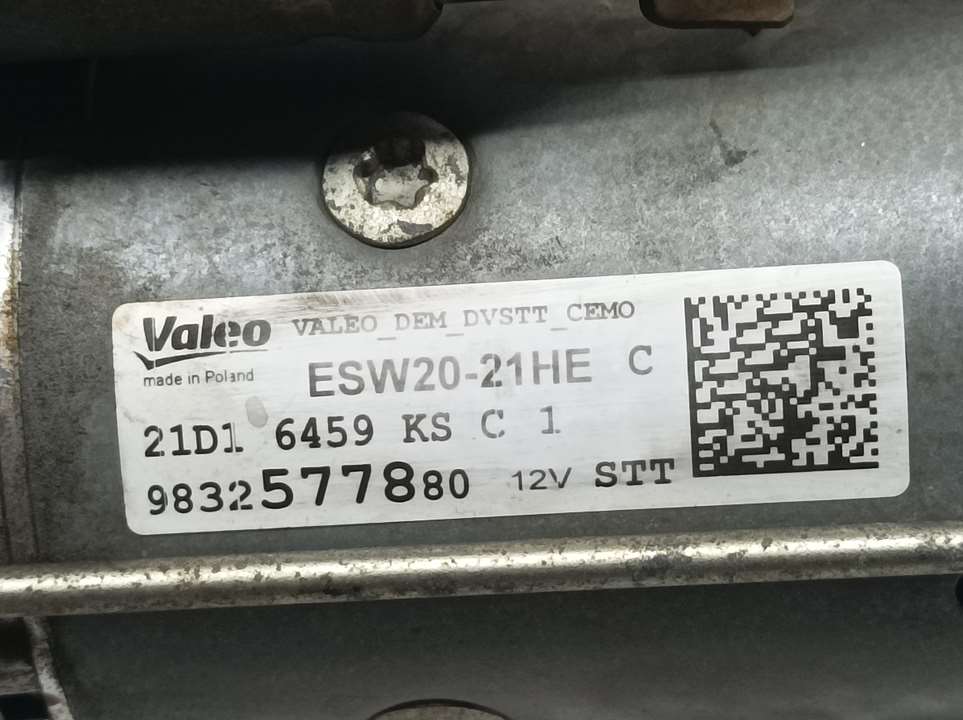 Valeo VALEO_DEM_DVSTT_CEMO
made in Poland ESW20-21HE C
21D1 6459 KS C 1
9832577880 12V STT